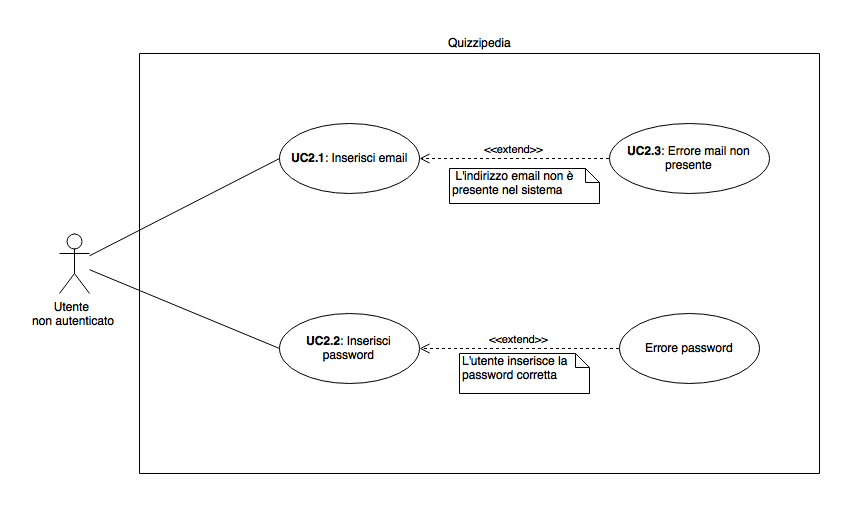 Quizzipedia
UC2.1: Inserisci email
<<extend>>
L'indirizzo email non è
presente nel sistema
UC2.3: Errore mail non
presente
Utente
non autenticato
UC2.2: Inserisci
password
<<extend>>
L'utente inserisce la
password corretta
Errore password